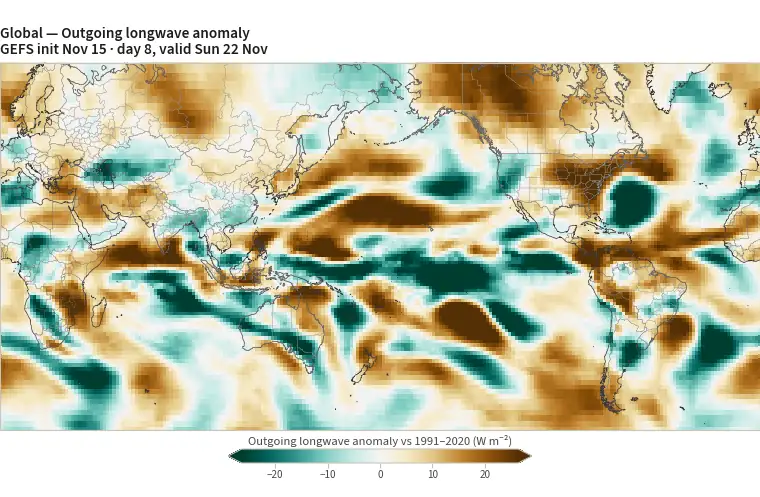 Global — Outgoing longwave anomaly
GEFS init Nov 15 · day 8, valid Sun 22 Nov
Outgoing longwave anomaly vs 1991–2020 (W m⁻²)
−20 −10 0 10 20